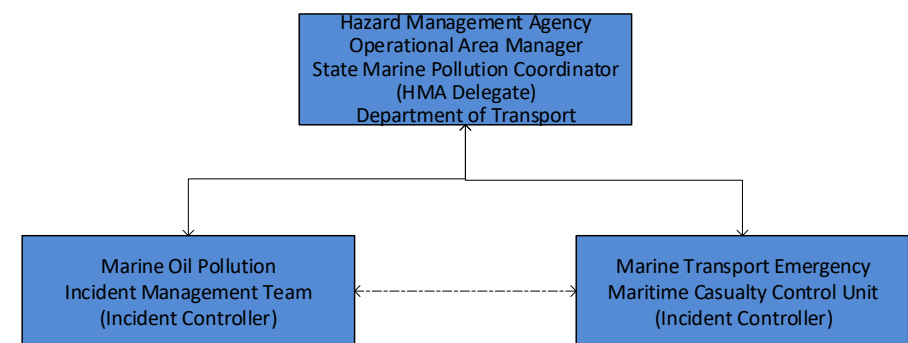 Hazard Management Agency
Operational Area Manager
State Marine Pollution Coordinator
(HMA Delegate)
Department of Transport
Marine Oil Pollution
Incident Management Team
(Incident Controller)
Marine Transport Emergency
Maritime Casualty Control Unit
(Incident Controller)